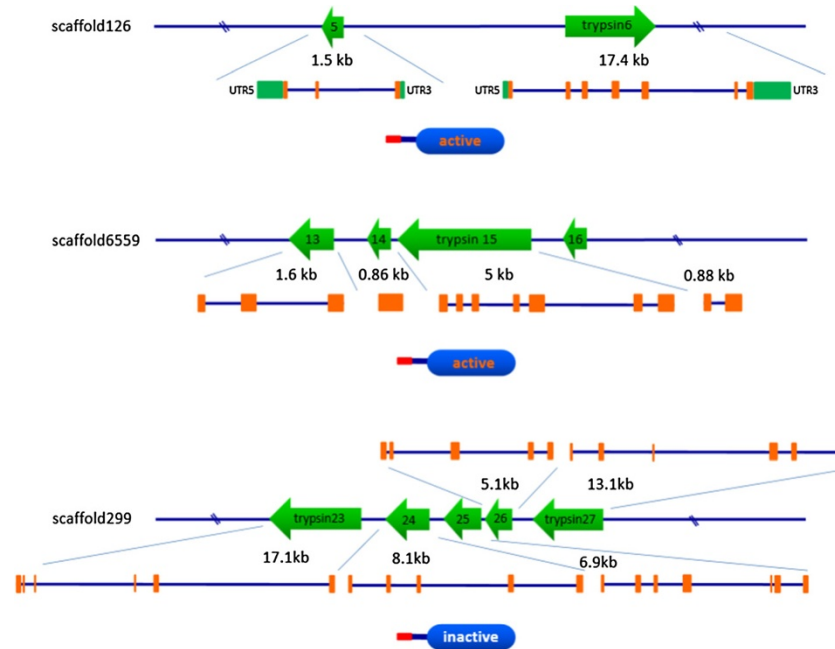 scaffold126
5
trypsin6
1.5 kb
17.4 kb
UTR5
UTR3
UTR5
UTR3
active
scaffold6559
13
14
trypsin 15
16
1.6 kb
0.86 kb
5 kb
0.88 kb
active
5.1kb
13.1kb
scaffold299
trypsin23
24
25
26
trypsin27
17.1kb
8.1kb
6.9kb
inactive